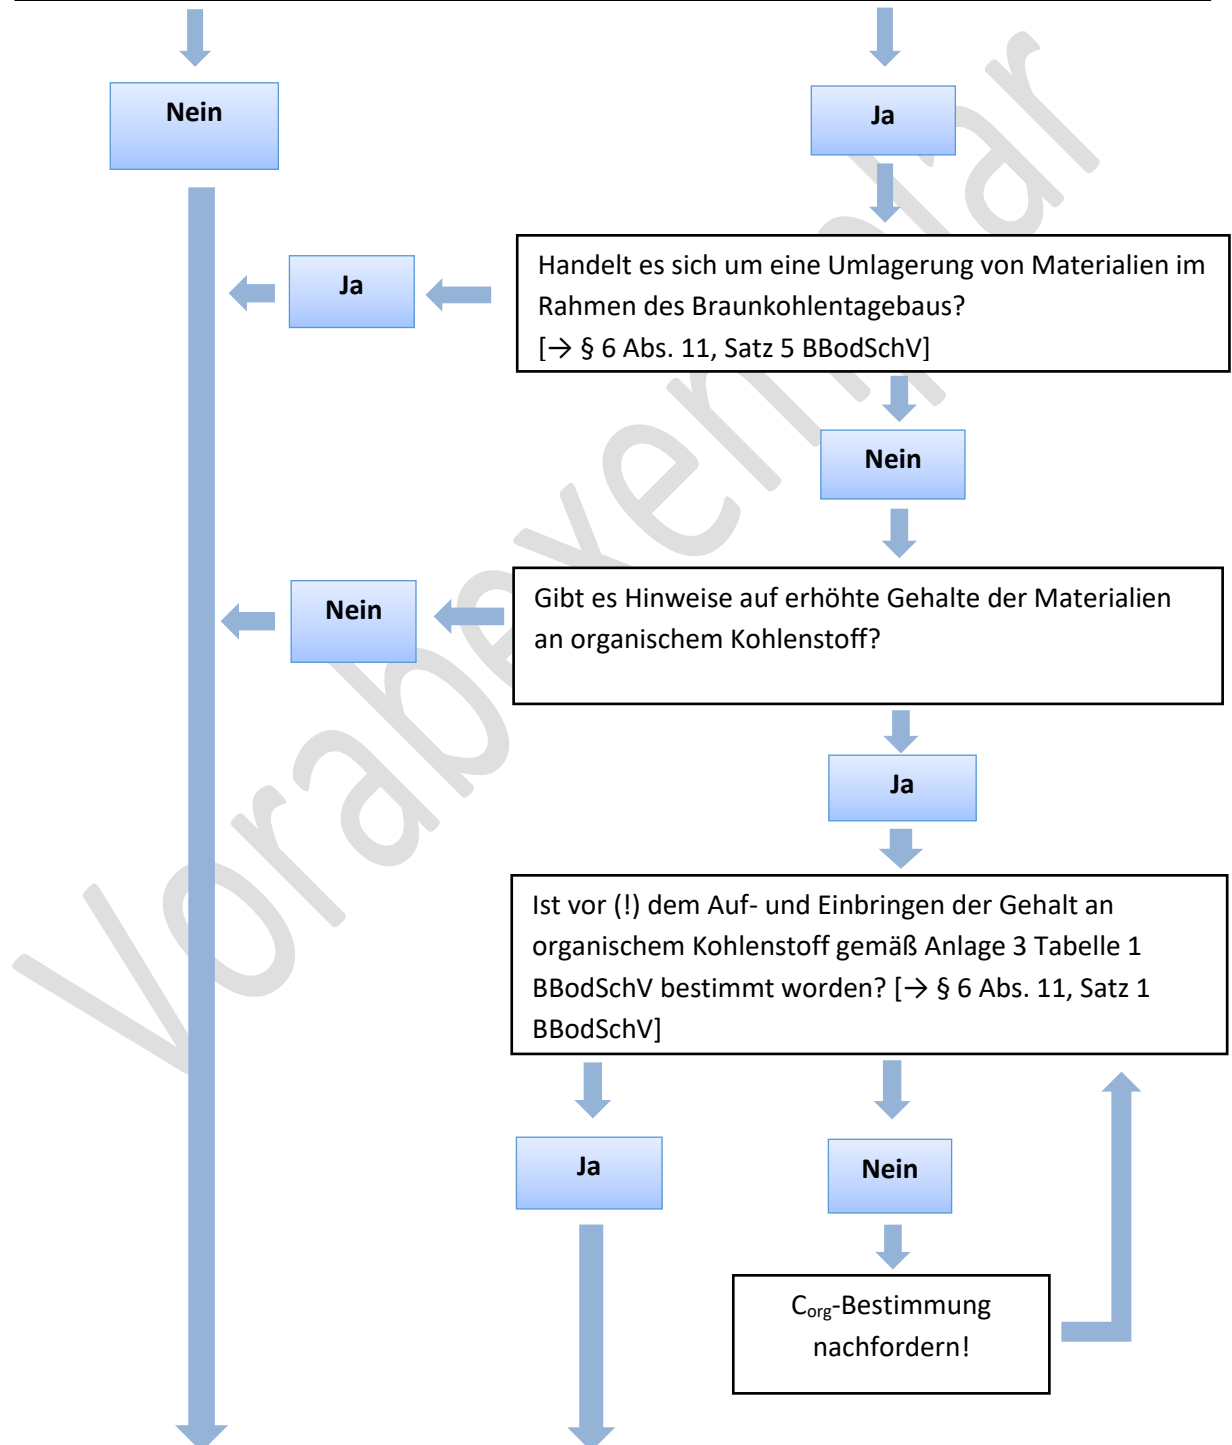 Nein
Ja
Handelt es sich um eine Umlagerung von Materialien im
Rahmen des Braunkohlentagebaus?
[→ § 6 Abs. 11, Satz 5 BBodSchV]
Ja
Nein
Gibt es Hinweise auf erhöhte Gehalte der Materialien
an organischem Kohlenstoff?
Nein
Ja
Ist vor (!) dem Auf- und Einbringen der Gehalt an
organischem Kohlenstoff gemäß Anlage 3 Tabelle 1
BBodSchV bestimmt worden? [→ § 6 Abs. 11, Satz 1
BBodSchV]
Ja
Nein
Corg-Bestimmung
nachfordern!
Vorabexemplar